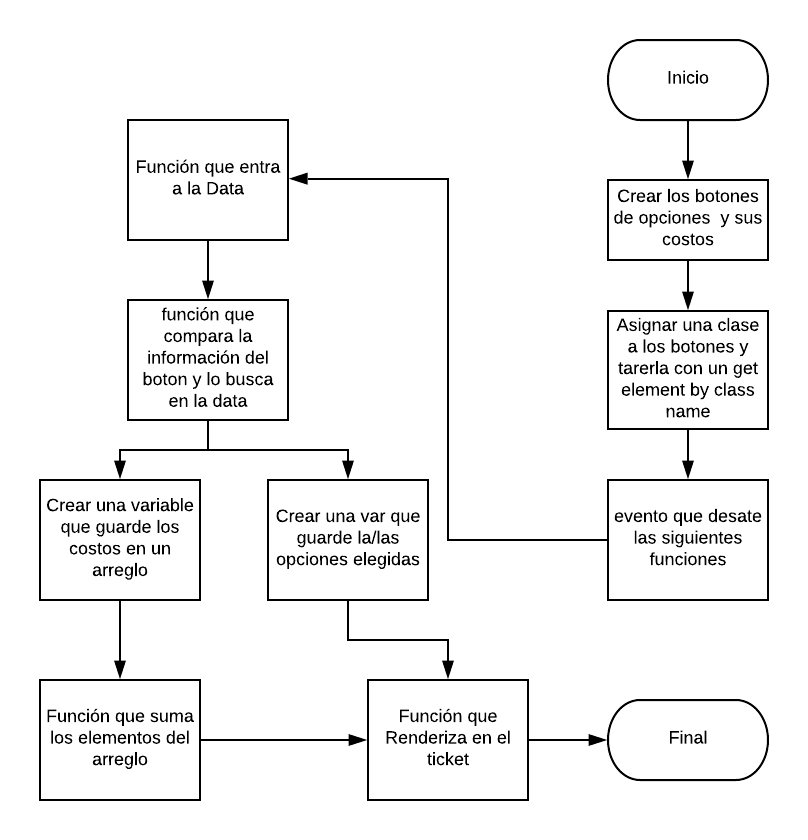 Inicio
Crear los botones
de opciones  y sus
costos
Asignar una clase
a los botones y
tarerla con un get
element by class
name
evento que desate
las siguientes
funciones
Función que entra
a la Data
función que
compara la
información del
boton y lo busca
en la data
Crear una variable
que guarde los
costos en un
arreglo
Crear una var que
guarde la/las
opciones elegidas
Función que suma
los elementos del
arreglo
Función que
Renderiza en el
ticket
Final